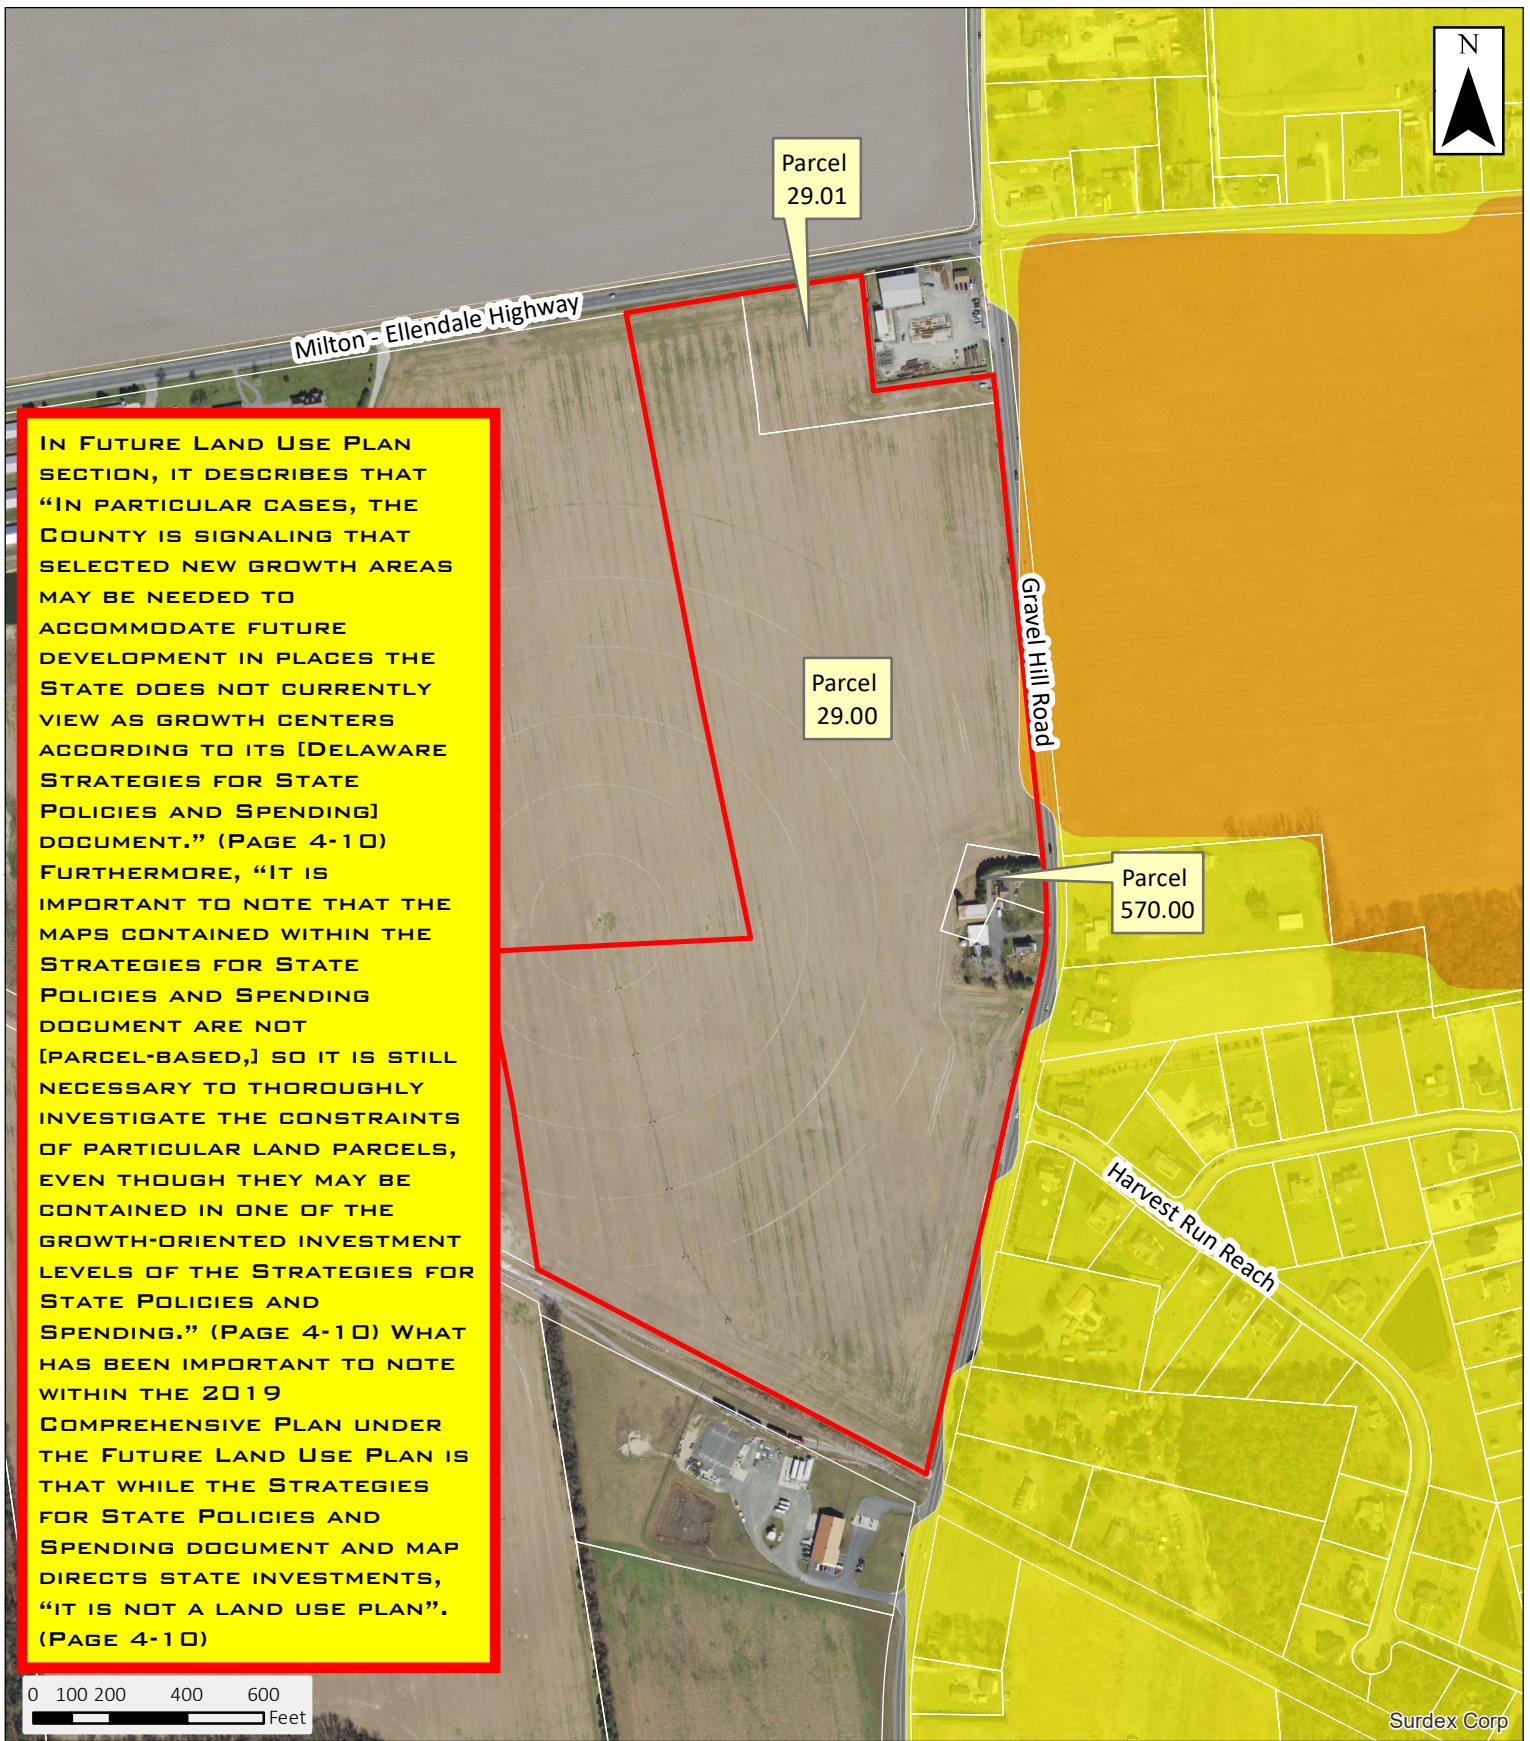 N
Parcel
29.01
Milton - Ellendale Highway
IN FUTURE LAND USE PLAN
SECTION, IT DESCRIBES THAT
“IN PARTICULAR CASES, THE
COUNTY IS SIGNALING THAT
SELECTED NEW GROWTH AREAS
MAY BE NEEDED TO
ACCOMMODATE FUTURE
DEVELOPMENT IN PLACES THE
STATE DOES NOT CURRENTLY
VIEW AS GROWTH CENTERS
ACCORDING TO ITS [DELAWARE
STRATEGIES FOR STATE
POLICIES AND SPENDING]
DOCUMENT.” (PAGE 4-10)
FURTHERMORE, “IT IS
IMPORTANT TO NOTE THAT THE
MAPS CONTAINED WITHIN THE
STRATEGIES FOR STATE
POLICIES AND SPENDING
DOCUMENT ARE NOT
[PARCEL-BASED,] SO IT IS STILL
NECESSARY TO THOROUGHLY
INVESTIGATE THE CONSTRAINTS
OF PARTICULAR LAND PARCELS,
EVEN THOUGH THEY MAY BE
CONTAINED IN ONE OF THE
GROWTH-ORIENTED INVESTMENT
LEVELS OF THE STRATEGIES FOR
STATE POLICIES AND
SPENDING.” (PAGE 4-10) WHAT
HAS BEEN IMPORTANT TO NOTE
WITHIN THE 2019
COMPREHENSIVE PLAN UNDER
THE FUTURE LAND USE PLAN IS
THAT WHILE THE STRATEGIES
FOR STATE POLICIES AND
SPENDING DOCUMENT AND MAP
DIRECTS STATE INVESTMENTS,
“IT IS NOT A LAND USE PLAN”.
(PAGE 4-10)
Gravel Hill Road
Parcel
29.00
Parcel
570.00
Harvest Run Reach
0 100 200 400 600
Feet
Surdex Corp